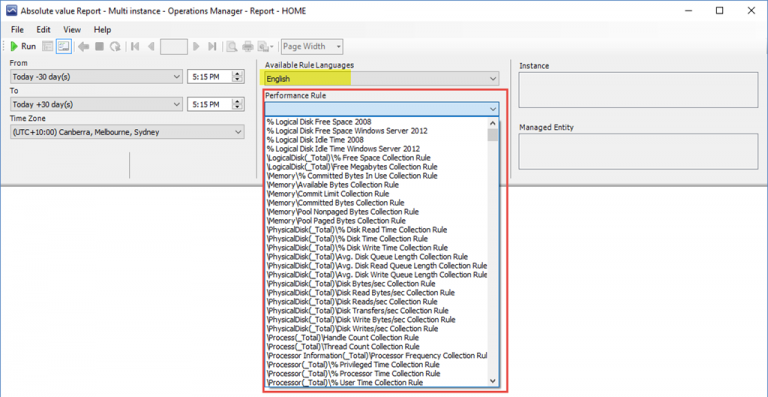 Absolute value Report - Multi instance - Operations Manager - Report - HOME
File Edit View Help
Run
Page Width
From
Today -30 day(s)
5:15 PM
To
Today +30 day(s)
5:15 PM
Time Zone
(UTC+10:00) Canberra, Melbourne, Sydney
Available Rule Languages
English
Performance Rule
% Logical Disk Free Space 2008
% Logical Disk Free Space Windows Server 2012
% Logical Disk Idle Time 2008
% Logical Disk Idle Time Windows Server 2012
\LogicalDisk(_Total)\% Free Space Collection Rule
\LogicalDisk(_Total)\Free Megabytes Collection Rule
\Memory\% Committed Bytes In Use Collection Rule
\Memory\Available Bytes Collection Rule
\Memory\Commit Limit Collection Rule
\Memory\Committed Bytes Collection Rule
\Memory\Pool Nonpaged Bytes Collection Rule
\Memory\Pool Paged Bytes Collection Rule
\PhysicalDisk(_Total)\% Disk Read Time Collection Rule
\PhysicalDisk(_Total)\% Disk Time Collection Rule
\PhysicalDisk(_Total)\% Disk Write Time Collection Rule
\PhysicalDisk(_Total)\Avg. Disk Queue Length Collection Rule
\PhysicalDisk(_Total)\Avg. Disk Read Queue Length Collection Rule
\PhysicalDisk(_Total)\Avg. Disk Write Queue Length Collection Rule
\PhysicalDisk(_Total)\Disk Bytes/sec Collection Rule
\PhysicalDisk(_Total)\Disk Read Bytes/sec Collection Rule
\PhysicalDisk(_Total)\Disk Reads/sec Collection Rule
\PhysicalDisk(_Total)\Disk Transfers/sec Collection Rule
\PhysicalDisk(_Total)\Disk Write Bytes/sec Collection Rule
\PhysicalDisk(_Total)\Disk Writes/sec Collection Rule
\Process(_Total)\Handle Count Collection Rule
\Process(_Total)\Thread Count Collection Rule
\Processor Information(_Total)\Processor Frequency Collection Rul
\Processor(_Total)\% Privileged Time Collection Rule
\Processor(_Total)\% Processor Time Collection Rule
\Processor(_Total)\% User Time Collection Rule
Instance
Managed Entity